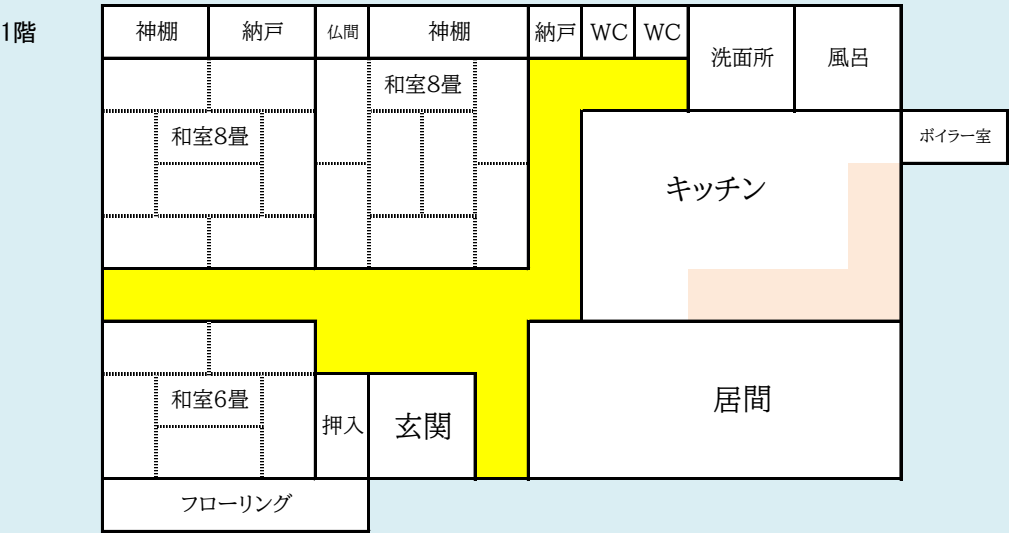 1階
神棚
納戸
仏間
神棚
納戸
WC
WC
洗面所
風呂
和室8畳
和室8畳
ボイラー室
キッチン
和室6畳
押入
玄関
居間
フローリング